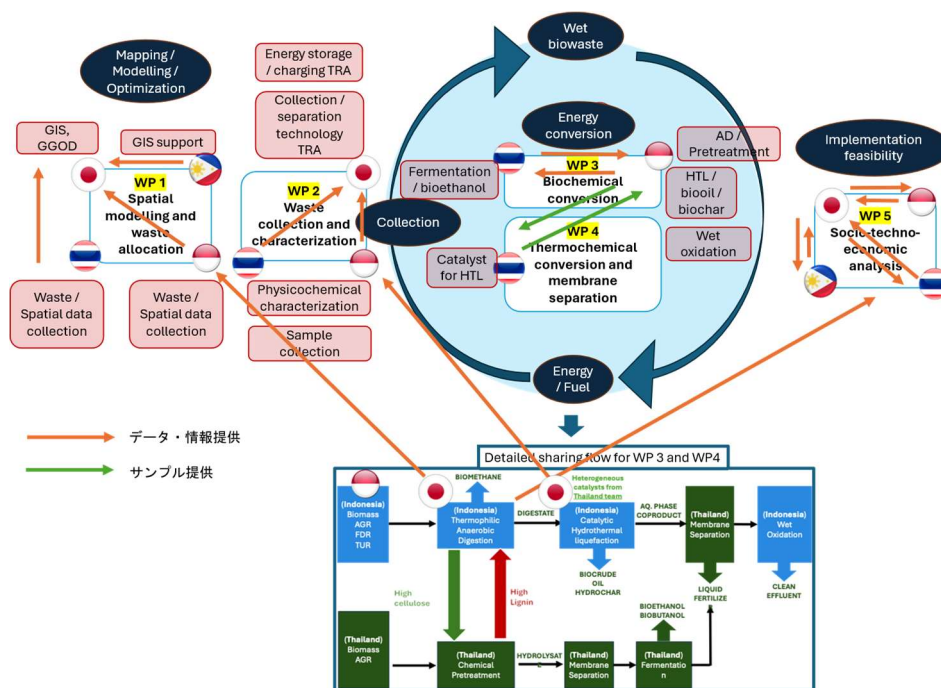 Mapping /
Modelling /
Optimization
Energy storage
/ charging TRA
Collection /
separation
technology
TRA
GIS,
GGOD
GIS support
WP 1
Spatial
modelling and
waste
allocation
WP 2
Waste
collection and
characterization
Waste /
Spatial data
collection
Waste /
Spatial data
collection
Physicochemical
characterization
Sample
collection
Wet
biowaste
Collection
Energy
conversion
Fermentation
/ bioethanol
WP 3
Biochemical
conversion
AD /
Pretreatment
HTL /
biooil /
biochar
Catalyst
for HTL
WP 4
Thermochemical
conversion and
membrane
separation
Wet
oxidation
Energy
/ Fuel
Implementation
feasibility
WP 5
Socio-techno-
economic
analysis
データ・情報提供
サンプル提供
Detailed sharing flow for WP 3 and WP4
(Indonesia)
Biomass
AGR
FDR
TUR
BIOMETHANE
(Indonesia)
Thermophilic
Anaerobic
Digestion
DIGESTATE
Heterogeneous
catalysts from
Thailand team
(Indonesia)
Catalytic
Hydrothermal
liquefaction
AQ. PHASE
COPRODUCT
(Thailand)
Membrane
Separation
(Indonesia)
Wet
Oxidation
BIOCRUDE
OIL
HYDROCHAR
LIQUID
FERTILIZE
R
CLEAN
EFFLUENT
High
cellulose
High
Lignin
BIOETHANOL
BIOBUTANOL
(Thailand)
Biomass
AGR
(Thailand)
Chemical
Pretreatment
HYDROLYSAT
E
(Thailand)
Membrane
Separation
(Thailand)
Fermentatio
n